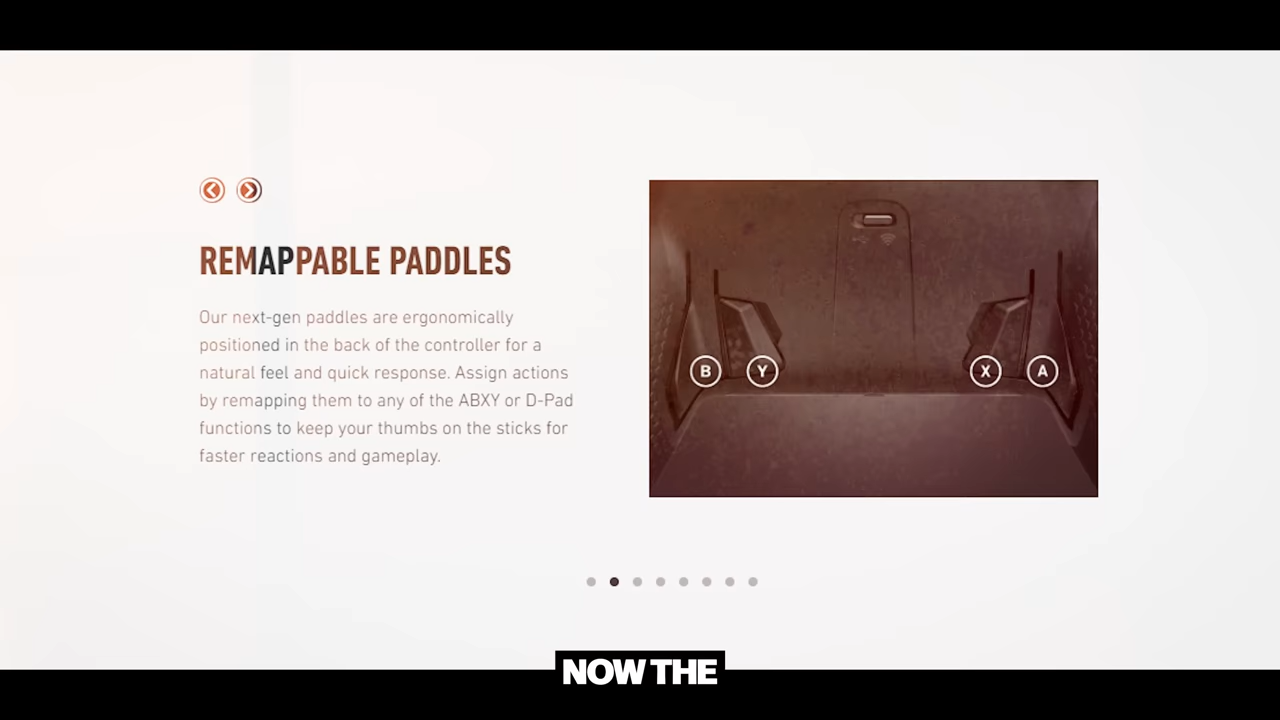 REMAPPABLE PADDLES
Our next-gen paddles are ergonomically
positioned in the back of the controller for a
natural feel and quick response. Assign actions
by remapping them to any of the ABXY or D-Pad
functions to keep your thumbs on the sticks for
faster reactions and gameplay.
B Y X A
NOW THE